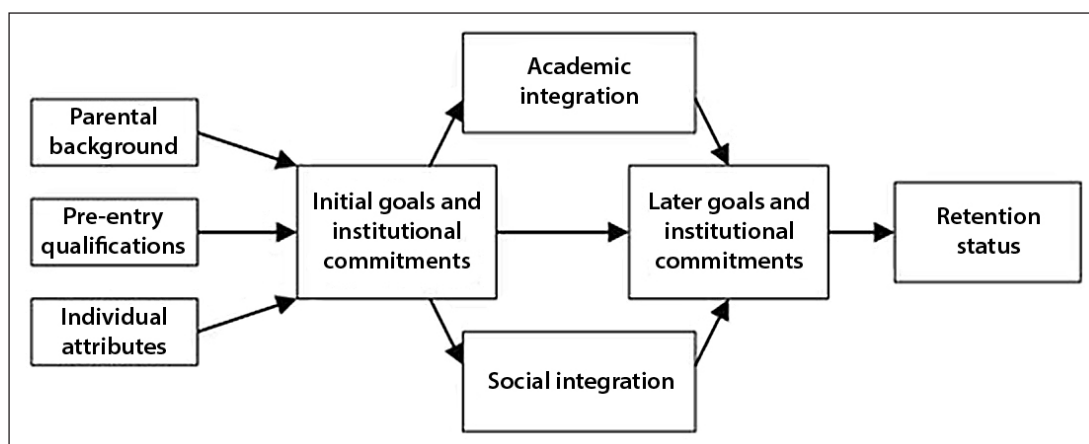 Parental
background
Pre-entry
qualifications
Individual
attributes
Initial goals and
institutional
commitments
Academic
integration
Social integration
Later goals and
institutional
commitments
Retention
status